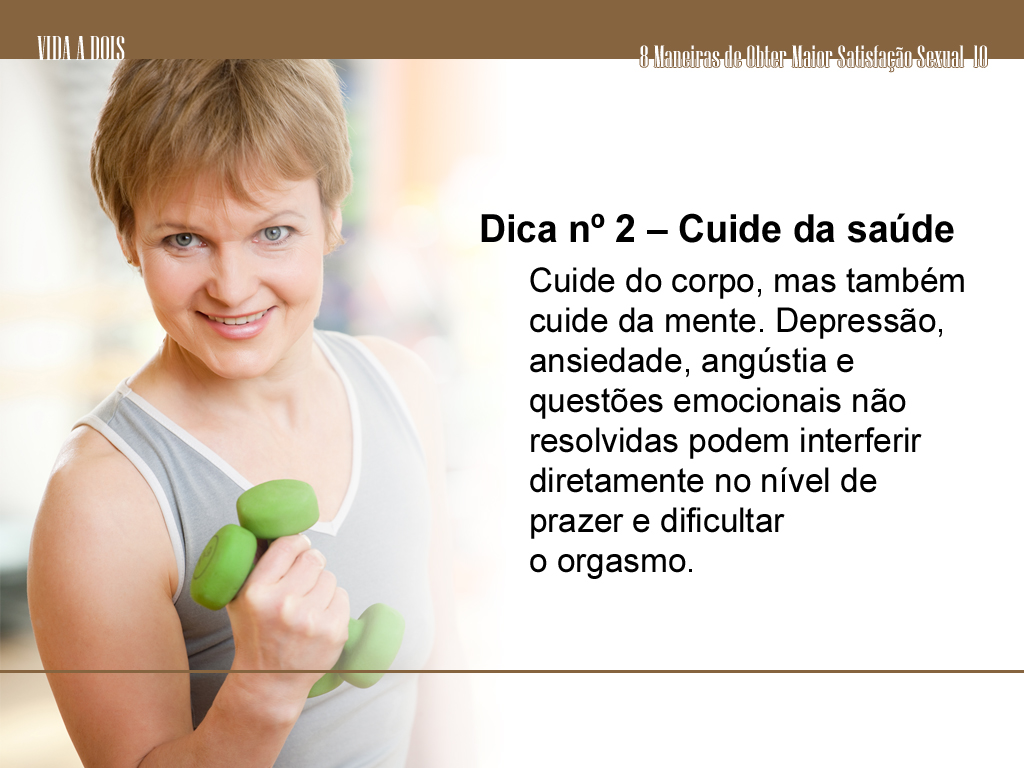 VIDA A DOIS
8 Maneiras de Obter Maior Satisfação Sexual 10
Dica nº 2 – Cuide da saúde
Cuide do corpo, mas também
cuide da mente. Depressão,
ansiedade, angústia e
questões emocionais não
resolvidas podem interferir
diretamente no nível de
prazer e dificultar
o orgasmo.